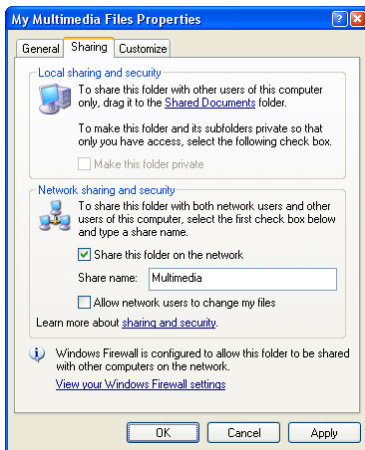 My Multimedia Files Properties
General Sharing Customize
Local sharing and security
To share this folder with other users of this computer
only, drag it to the Shared Documents folder.
To make this folder and its subfolders private so that
only you have access, select the following check box.
Make this folder private
Network sharing and security
To share this folder with both network users and other
users of this computer, select the first check box below
and type a share name.
Share this folder on the network
Share name: Multimedia
Allow network users to change my files
Learn more about sharing and security.
Windows Firewall is configured to allow this folder to be shared
with other computers on the network.
View your Windows Firewall settings
OK Cancel Apply